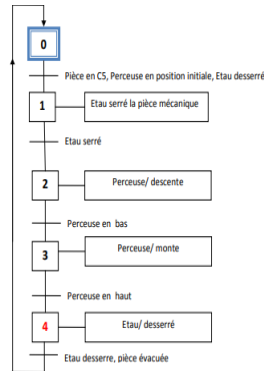 0
Pièce en C5, Perceuse en position initiale, Etau desserré
1
Etau serré la pièce mécanique
Etau serré
2
Perceuse/ descente
Perceuse en bas
3
Perceuse/ monte
Perceuse en haut
4
Etau/ desserré
Etau desserre, pièce évacuée